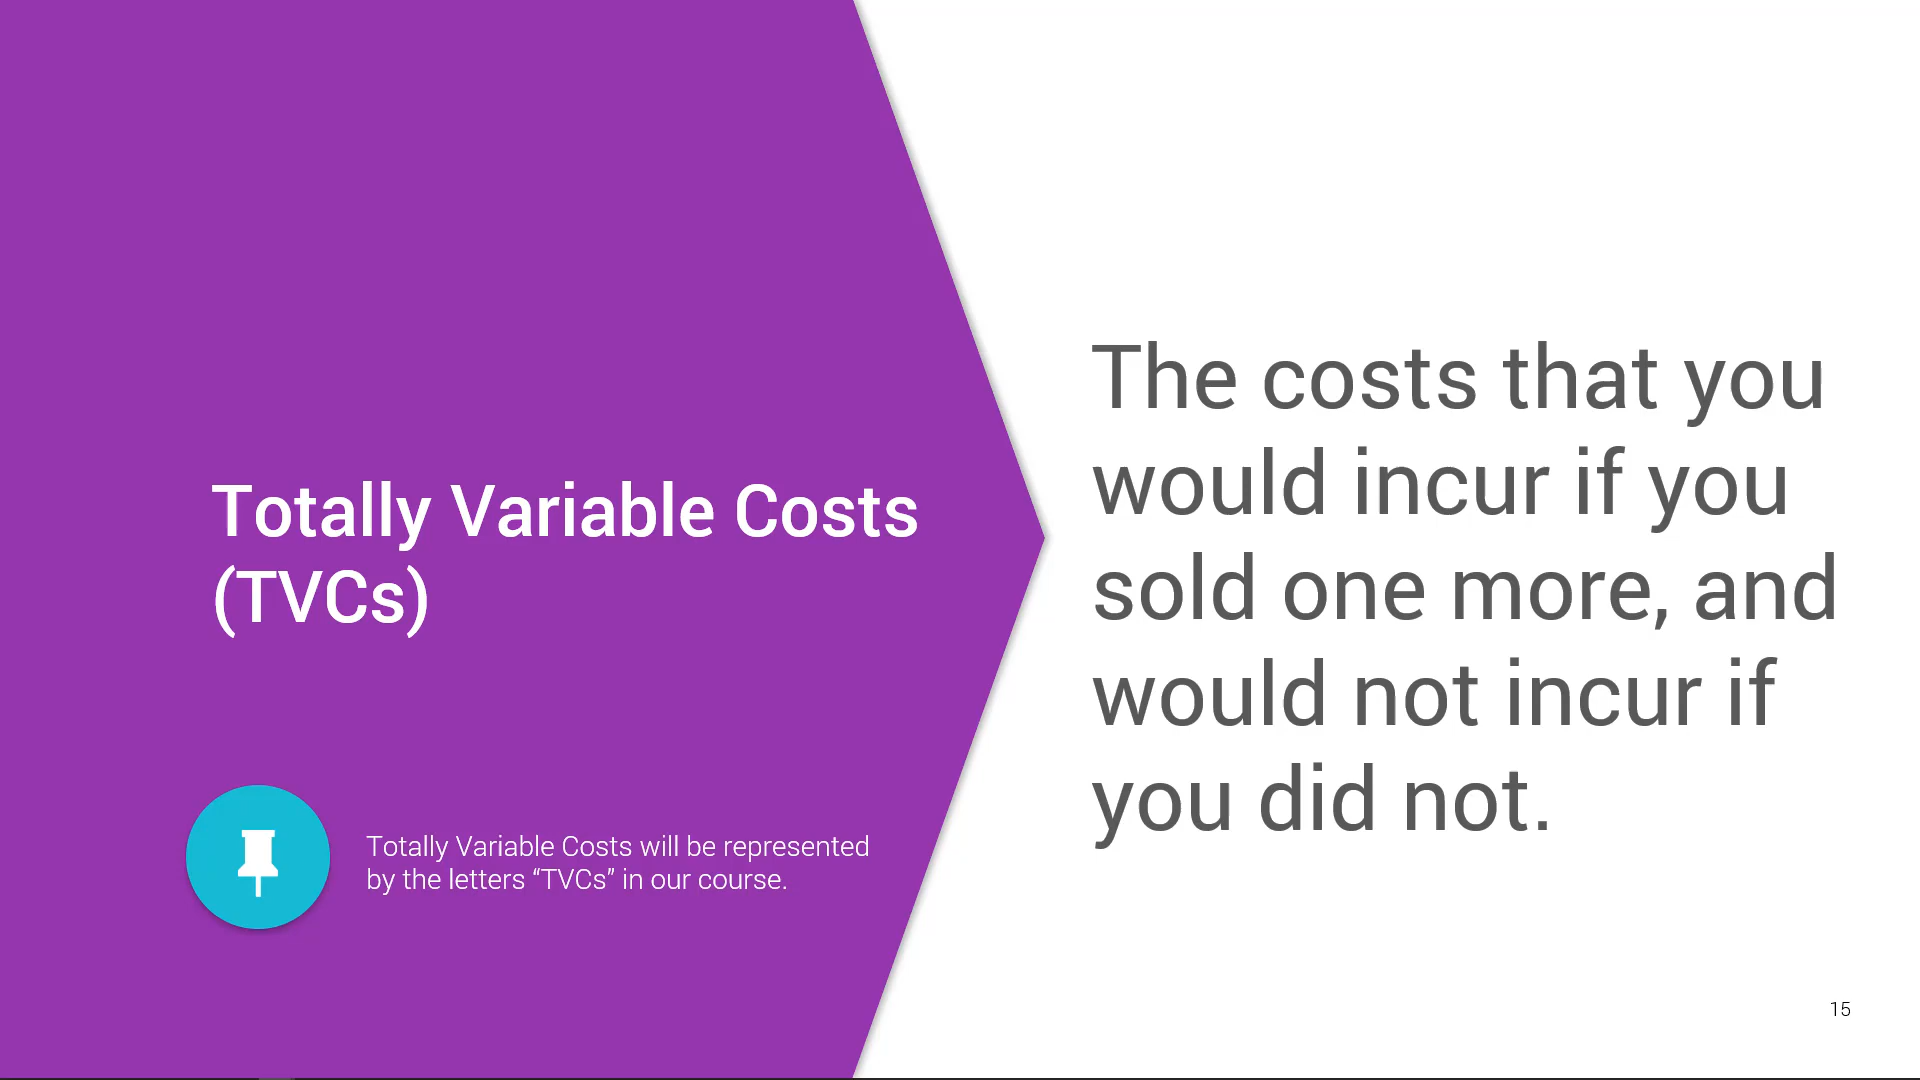 Totally Variable Costs
(TVCs)
Totally Variable Costs will be represented
by the letters “TVCs” in our course.
The costs that you
would incur if you
sold one more, and
would not incur if
you did not.
15